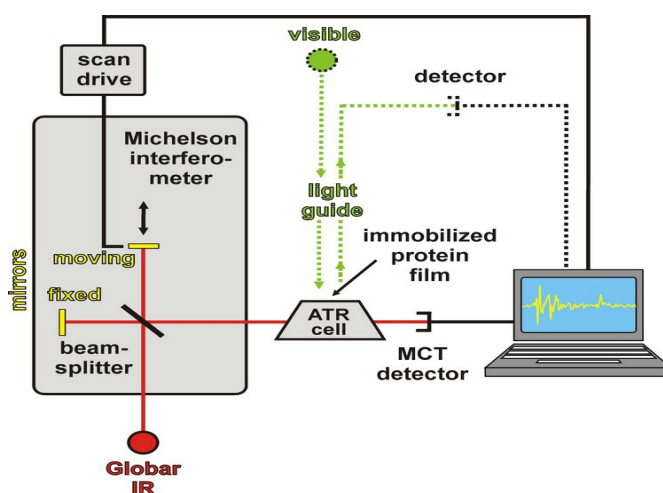 visible
scan
drive
detector
Michelson
interfero-
meter
light
guide
immobilized
protein
film
moving
mirrors
fixed
ATR
cell
beam-
splitter
MCT
detector
Globar
IR